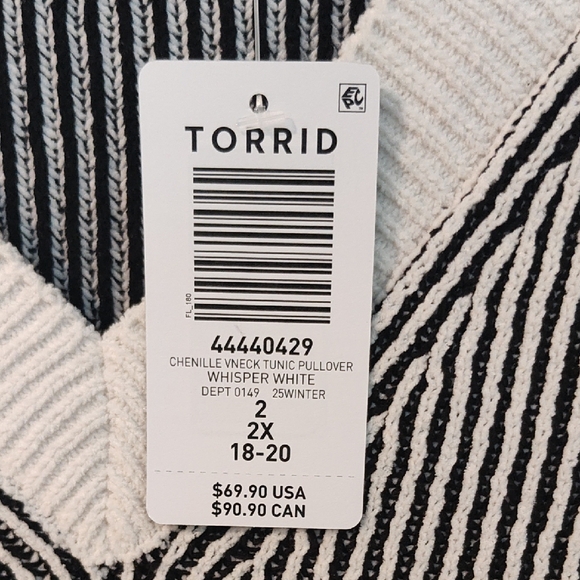 EPC
TORRID
FL_180
44440429
CHENILLE VNECK TUNIC PULLOVER
WHISPER WHITE
DEPT 0149 25WINTER
2
2X
18-20
$69.90 USA
$90.90 CAN